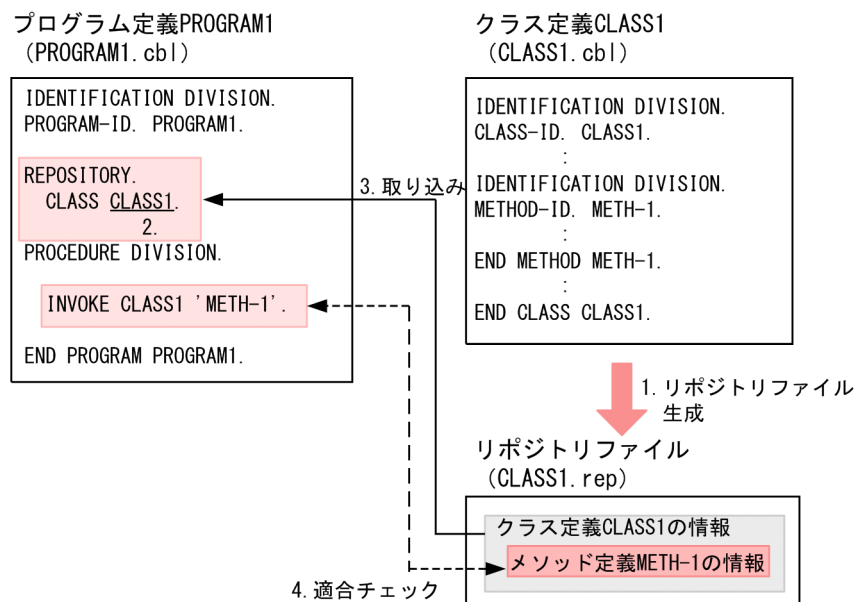 プログラム定義PROGRAM1
（PROGRAM1.cbl）
IDENTIFICATION DIVISION.
PROGRAM-ID. PROGRAM1.
REPOSITORY.
CLASS CLASS1.
2.
PROCEDURE DIVISION.
INVOKE CLASS1 'METH-1'.
END PROGRAM PROGRAM1.
クラス定義CLASS1
（CLASS1.cbl）
IDENTIFICATION DIVISION.
CLASS-ID. CLASS1.
:
IDENTIFICATION DIVISION.
METHOD-ID. METH-1.
:
END METHOD METH-1.
:
END CLASS CLASS1.
3.取り込み
1.リポジトリファイル
生成
リポジトリファイル
（CLASS1.rep）
クラス定義CLASS1の情報
メソッド定義METH-1の情報
4.適合チェック